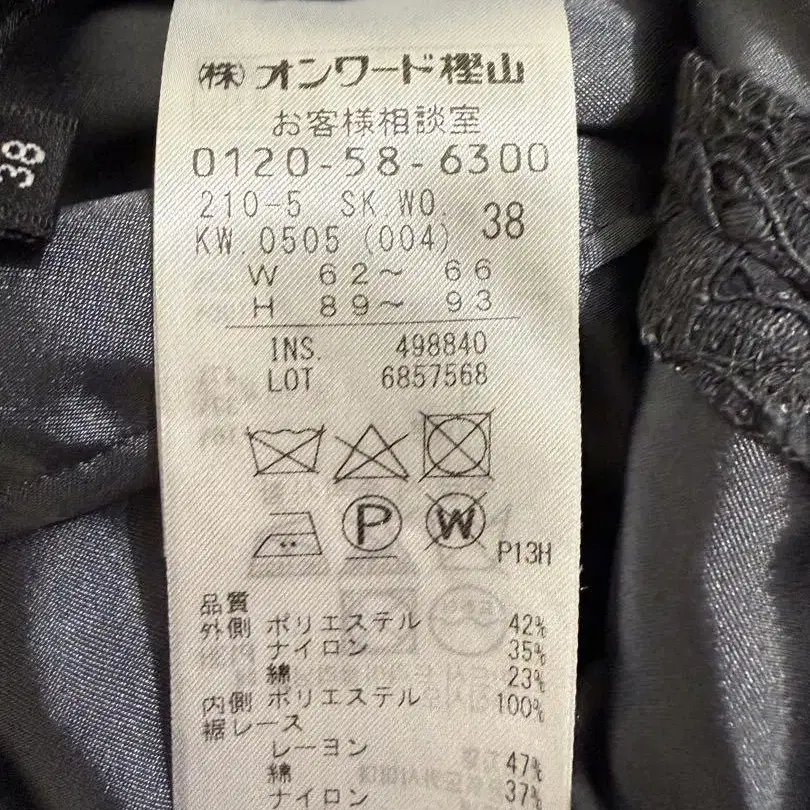 ㈱オンワード樫山
お客様相談室
0120-58-6300
210-5 SK.WO. 38
KW.0505(004)
W 62～ 66
H 89～ 93
INS. 498840
LOT 6857568
P
W
P13H
品質
外側 ポリエステル 42%
ナイロン 35%
綿 23%
内側 ポリエステル 100%
裾レース
レーヨン 47%
綿 37%
ナイロン
38